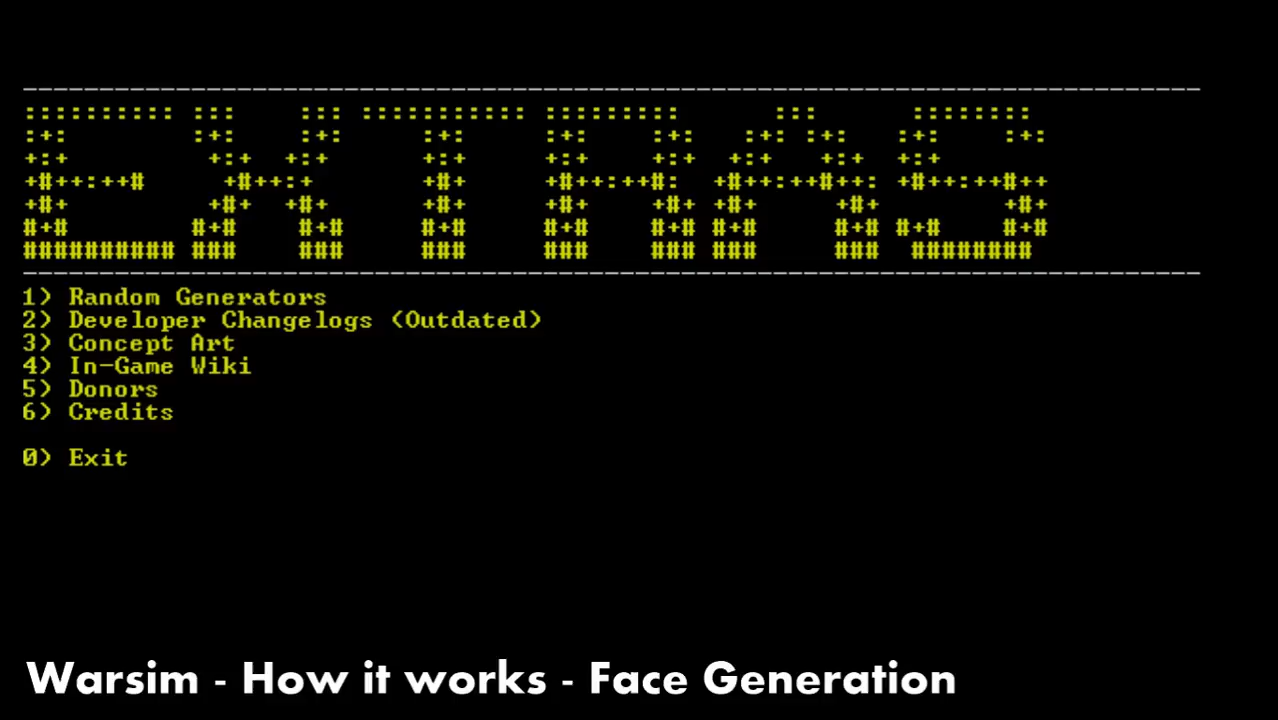 EXTRAS
1) Random Generators
2) Developer Changelogs (Outdated)
3) Concept Art
4) In-Game Wiki
5) Donors
6) Credits
0) Exit
Warsim - How it works - Face Generation